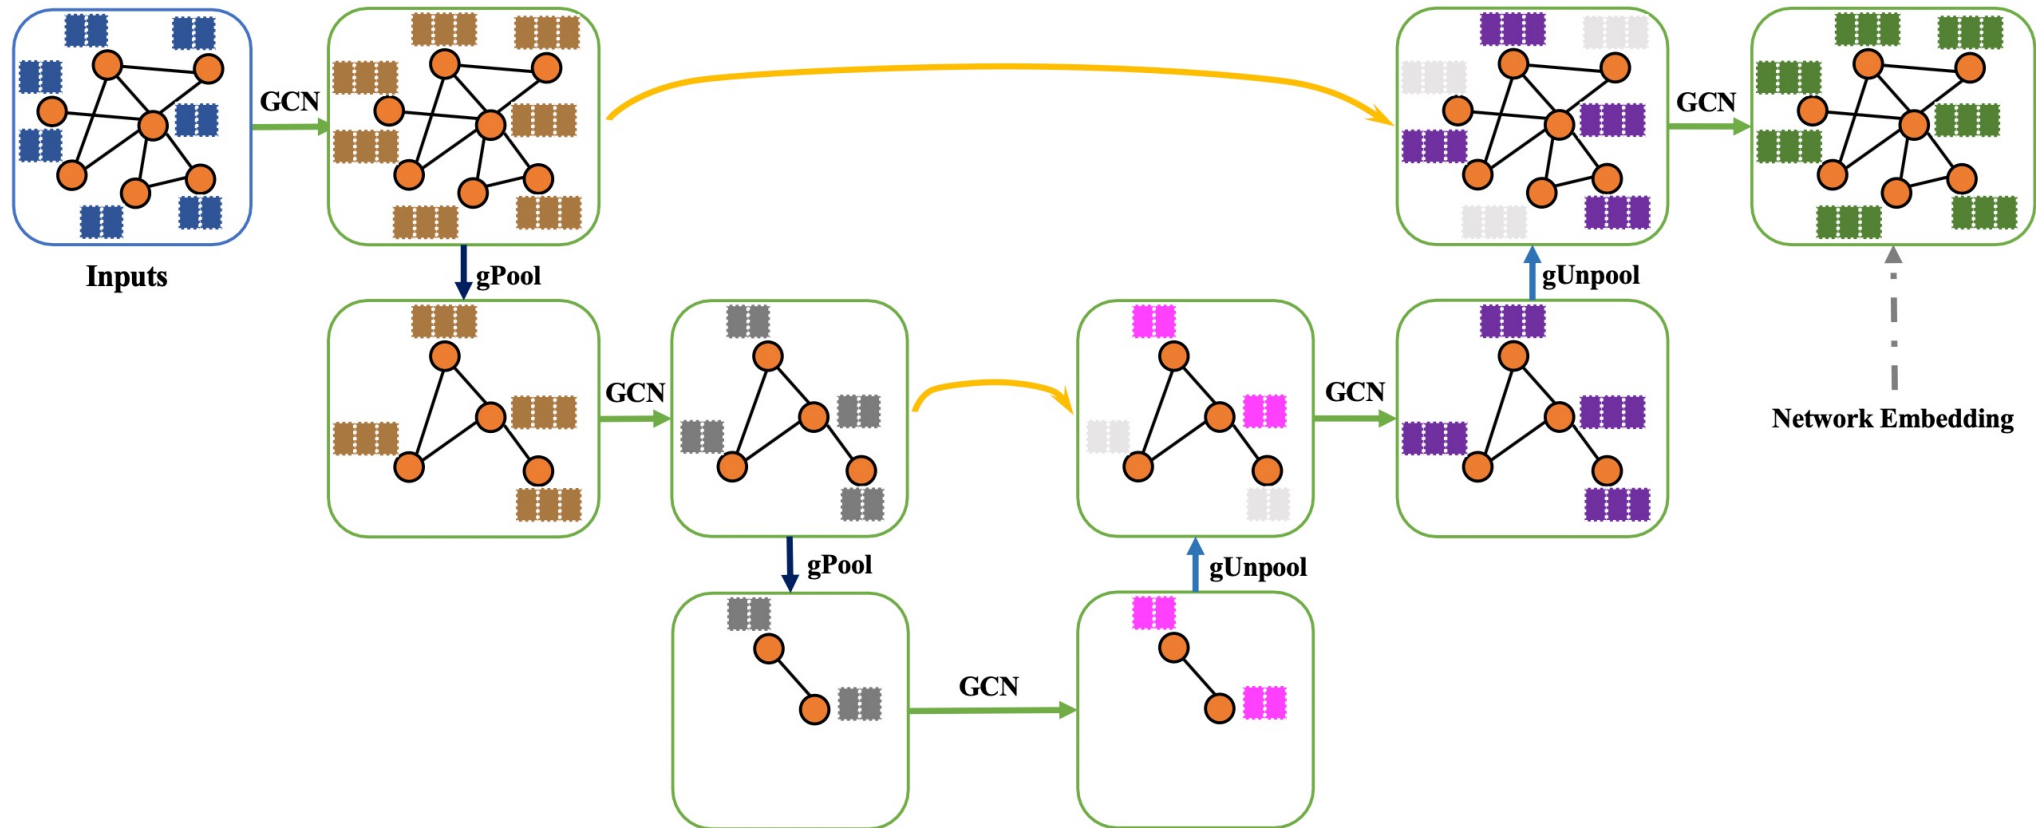 GCN
GCN
Inputs
gPool
gUnpool
GCN
GCN
Network Embedding
gPool
gUnpool
GCN